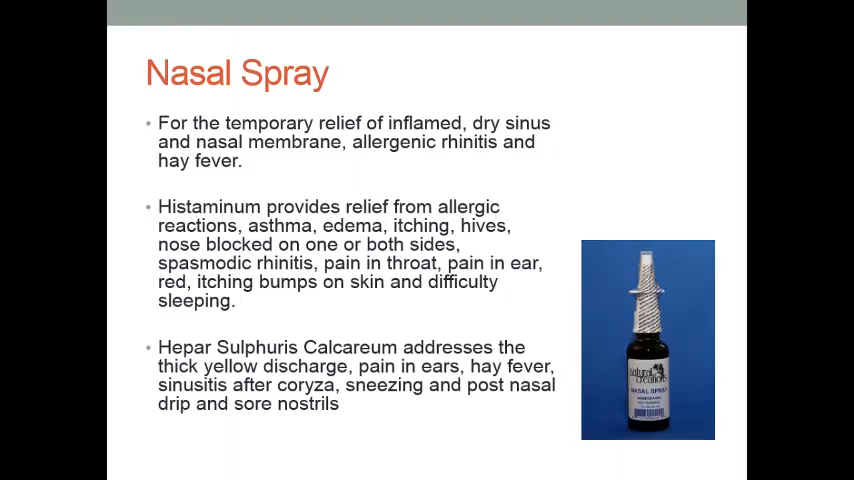 Nasal Spray
• For the temporary relief of inflamed, dry sinus
and nasal membrane, allergenic rhinitis and
hay fever.
• Histaminum provides relief from allergic
reactions, asthma, edema, itching, hives,
nose blocked on one or both sides,
spasmodic rhinitis, pain in throat, pain in ear,
red, itching bumps on skin and difficulty
sleeping.
• Hepar Sulphuris Calcareum addresses the
thick yellow discharge, pain in ears, hay fever,
sinusitis after coryza, sneezing and post nasal
drip and sore nostrils
natural
creations
NASAL SPRAY
HOMEOPATHIC